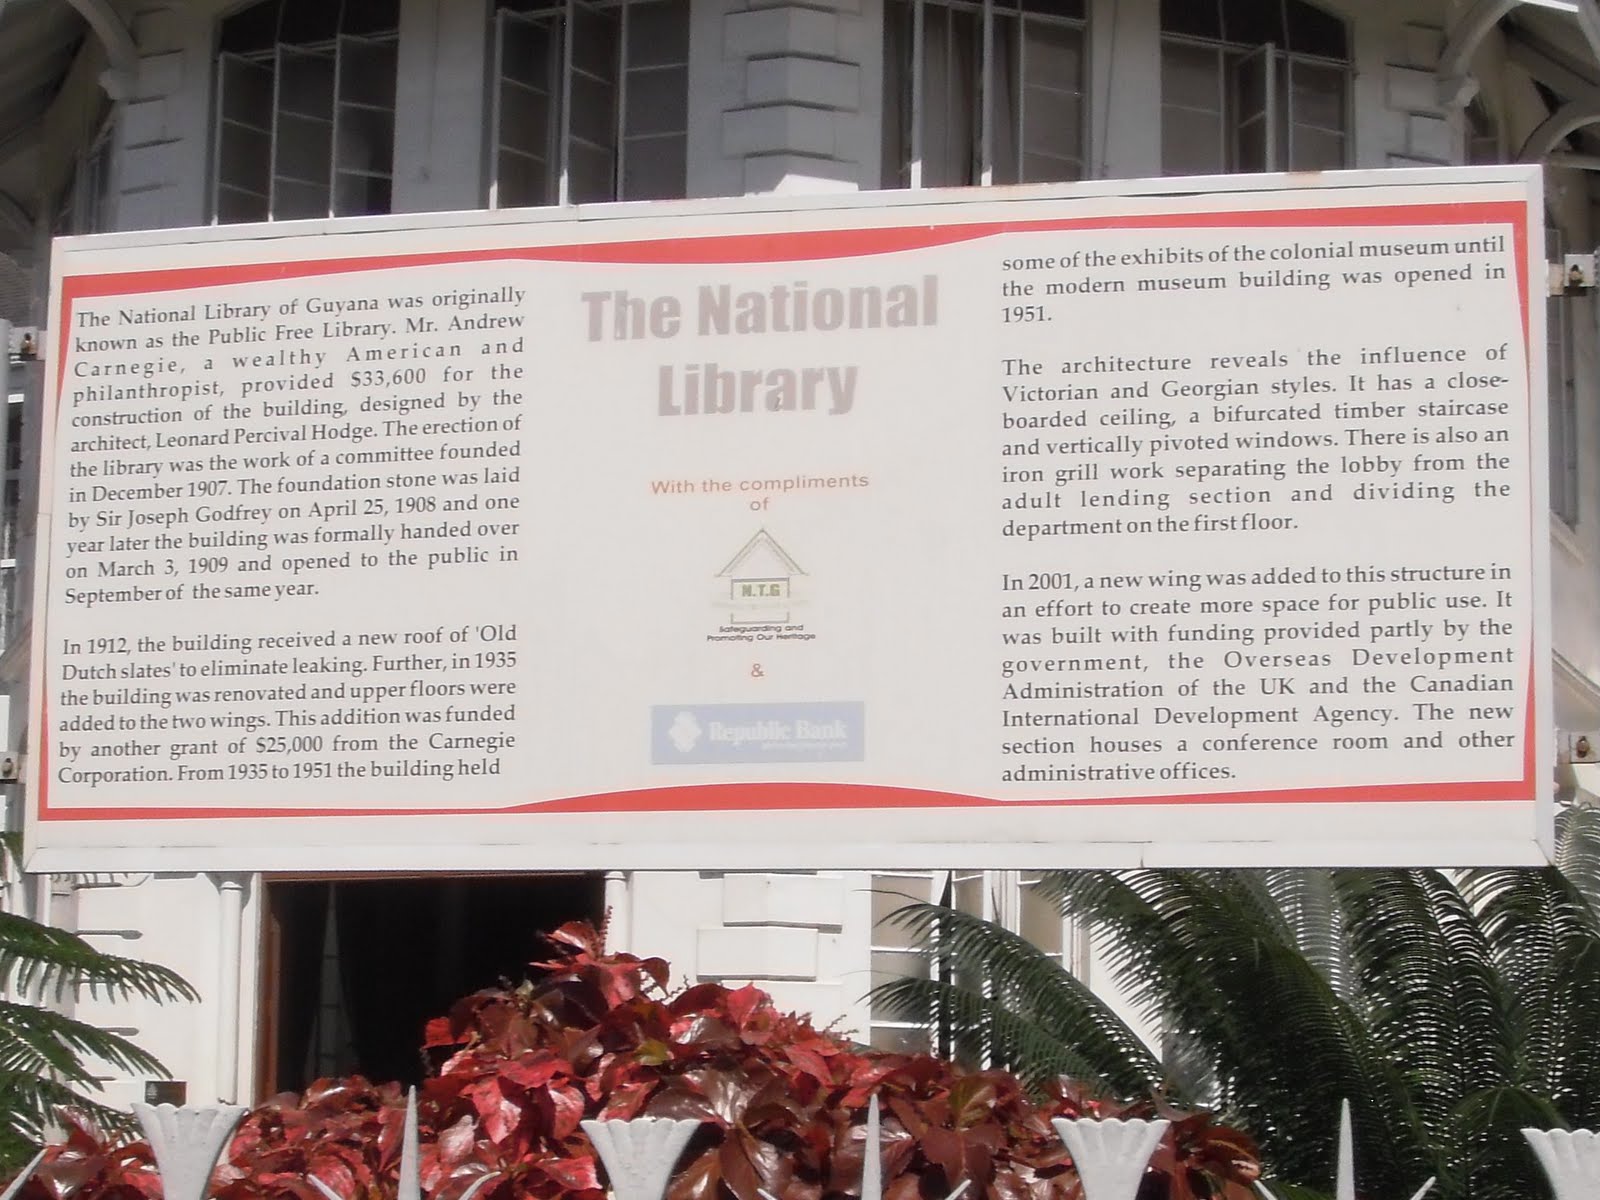 The National Library of Guyana was originally
known as the Public Free Library. Mr. Andrew
Carnegie, a wealthy American and
philanthropist, provided $33,600 for the
construction of the building, designed by the
architect, Leonard Percival Hodge. The erection of
the library was the work of a committee founded
in December 1907. The foundation stone was laid
by Sir Joseph Godfrey on April 25, 1908 and one
year later the building was formally handed over
on March 3, 1909 and opened to the public in
September of the same year.
In 1912, the building received a new roof of 'Old
Dutch slates' to eliminate leaking. Further, in 1935
the building was renovated and upper floors were
added to the two wings. This addition was funded
by another grant of $25,000 from the Carnegie
Corporation. From 1935 to 1951 the building held
The National
Library
With the compliments
of
N.T.G
Safeguarding and
Promoting Our Heritage
&
Republic Bank
some of the exhibits of the colonial museum until
the modern museum building was opened in
1951.
The architecture reveals the influence of
Victorian and Georgian styles. It has a close-
boarded ceiling, a bifurcated timber staircase
and vertically pivoted windows. There is also an
iron grill work separating the lobby from the
adult lending section and dividing the
department on the first floor.
In 2001, a new wing was added to this structure in
an effort to create more space for public use. It
was built with funding provided partly by the
government, the Overseas Development
Administration of the UK and the Canadian
International Development Agency. The new
section houses a conference room and other
administrative offices.